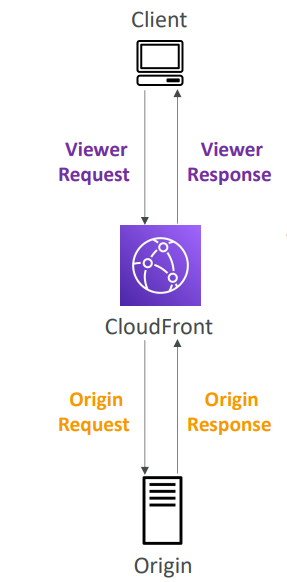 Client
Viewer
Request
Viewer
Response
CloudFront
Origin
Request
Origin
Response
Origin